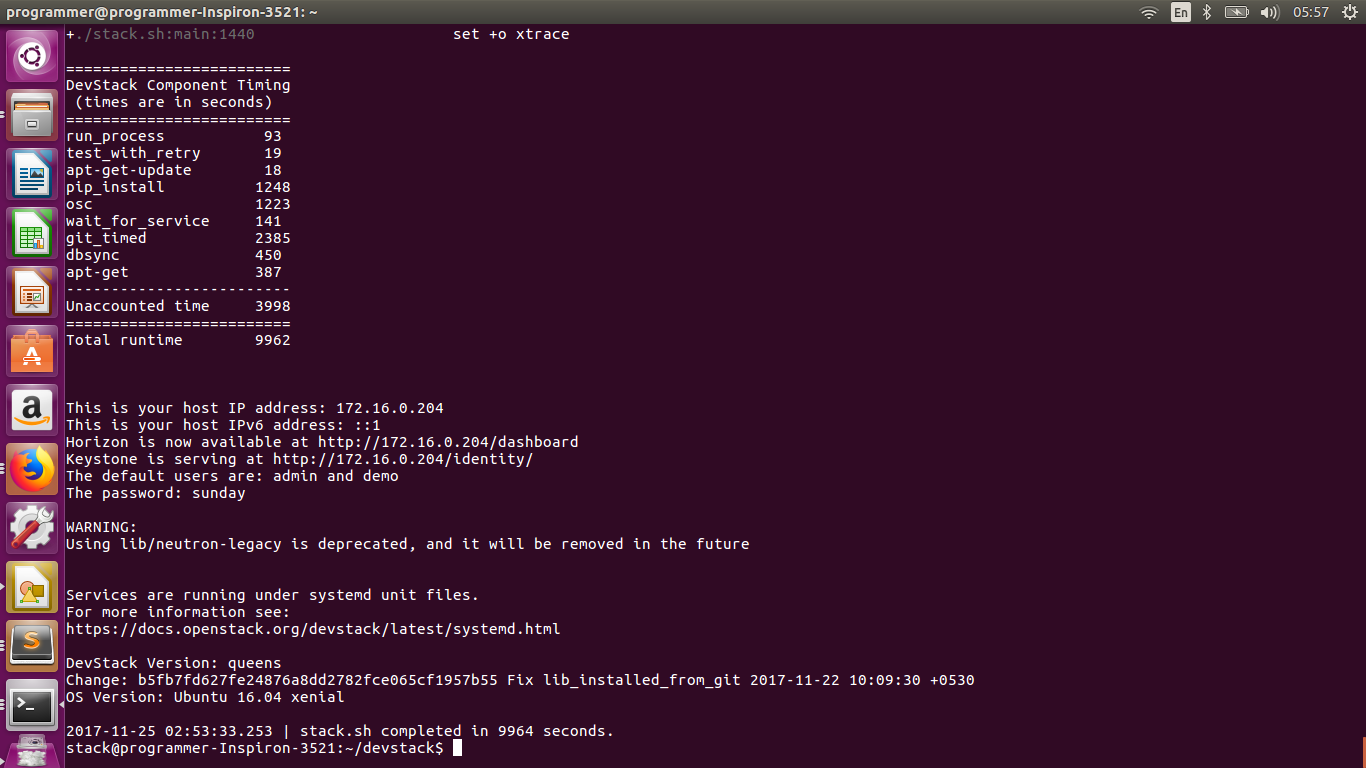 programmer@programmer-Inspiron-3521: ~
En
05:57
+./stack.sh:main:1440                      set +o xtrace
=========================
DevStack Component Timing
 (times are in seconds)
=========================
run_process           93
test_with_retry       19
apt-get-update        18
pip_install          1248
osc                  1223
wait_for_service     141
git_timed            2385
dbsync               450
apt-get              387
-------------------------
Unaccounted time     3998
=========================
Total runtime        9962
This is your host IP address: 172.16.0.204
This is your host IPv6 address: ::1
Horizon is now available at http://172.16.0.204/dashboard
Keystone is serving at http://172.16.0.204/identity/
The default users are: admin and demo
The password: sunday
WARNING:
Using lib/neutron-legacy is deprecated, and it will be removed in the future
Services are running under systemd unit files.
For more information see:
https://docs.openstack.org/devstack/latest/systemd.html
DevStack Version: queens
Change: b5fb7fd627fe24876a8dd2782fce065cf1957b55 Fix lib_installed_from_git 2017-11-22 10:09:30 +0530
OS Version: Ubuntu 16.04 xenial
2017-11-25 02:53:33.253 | stack.sh completed in 9964 seconds.
stack@programmer-Inspiron-3521:~/devstack$